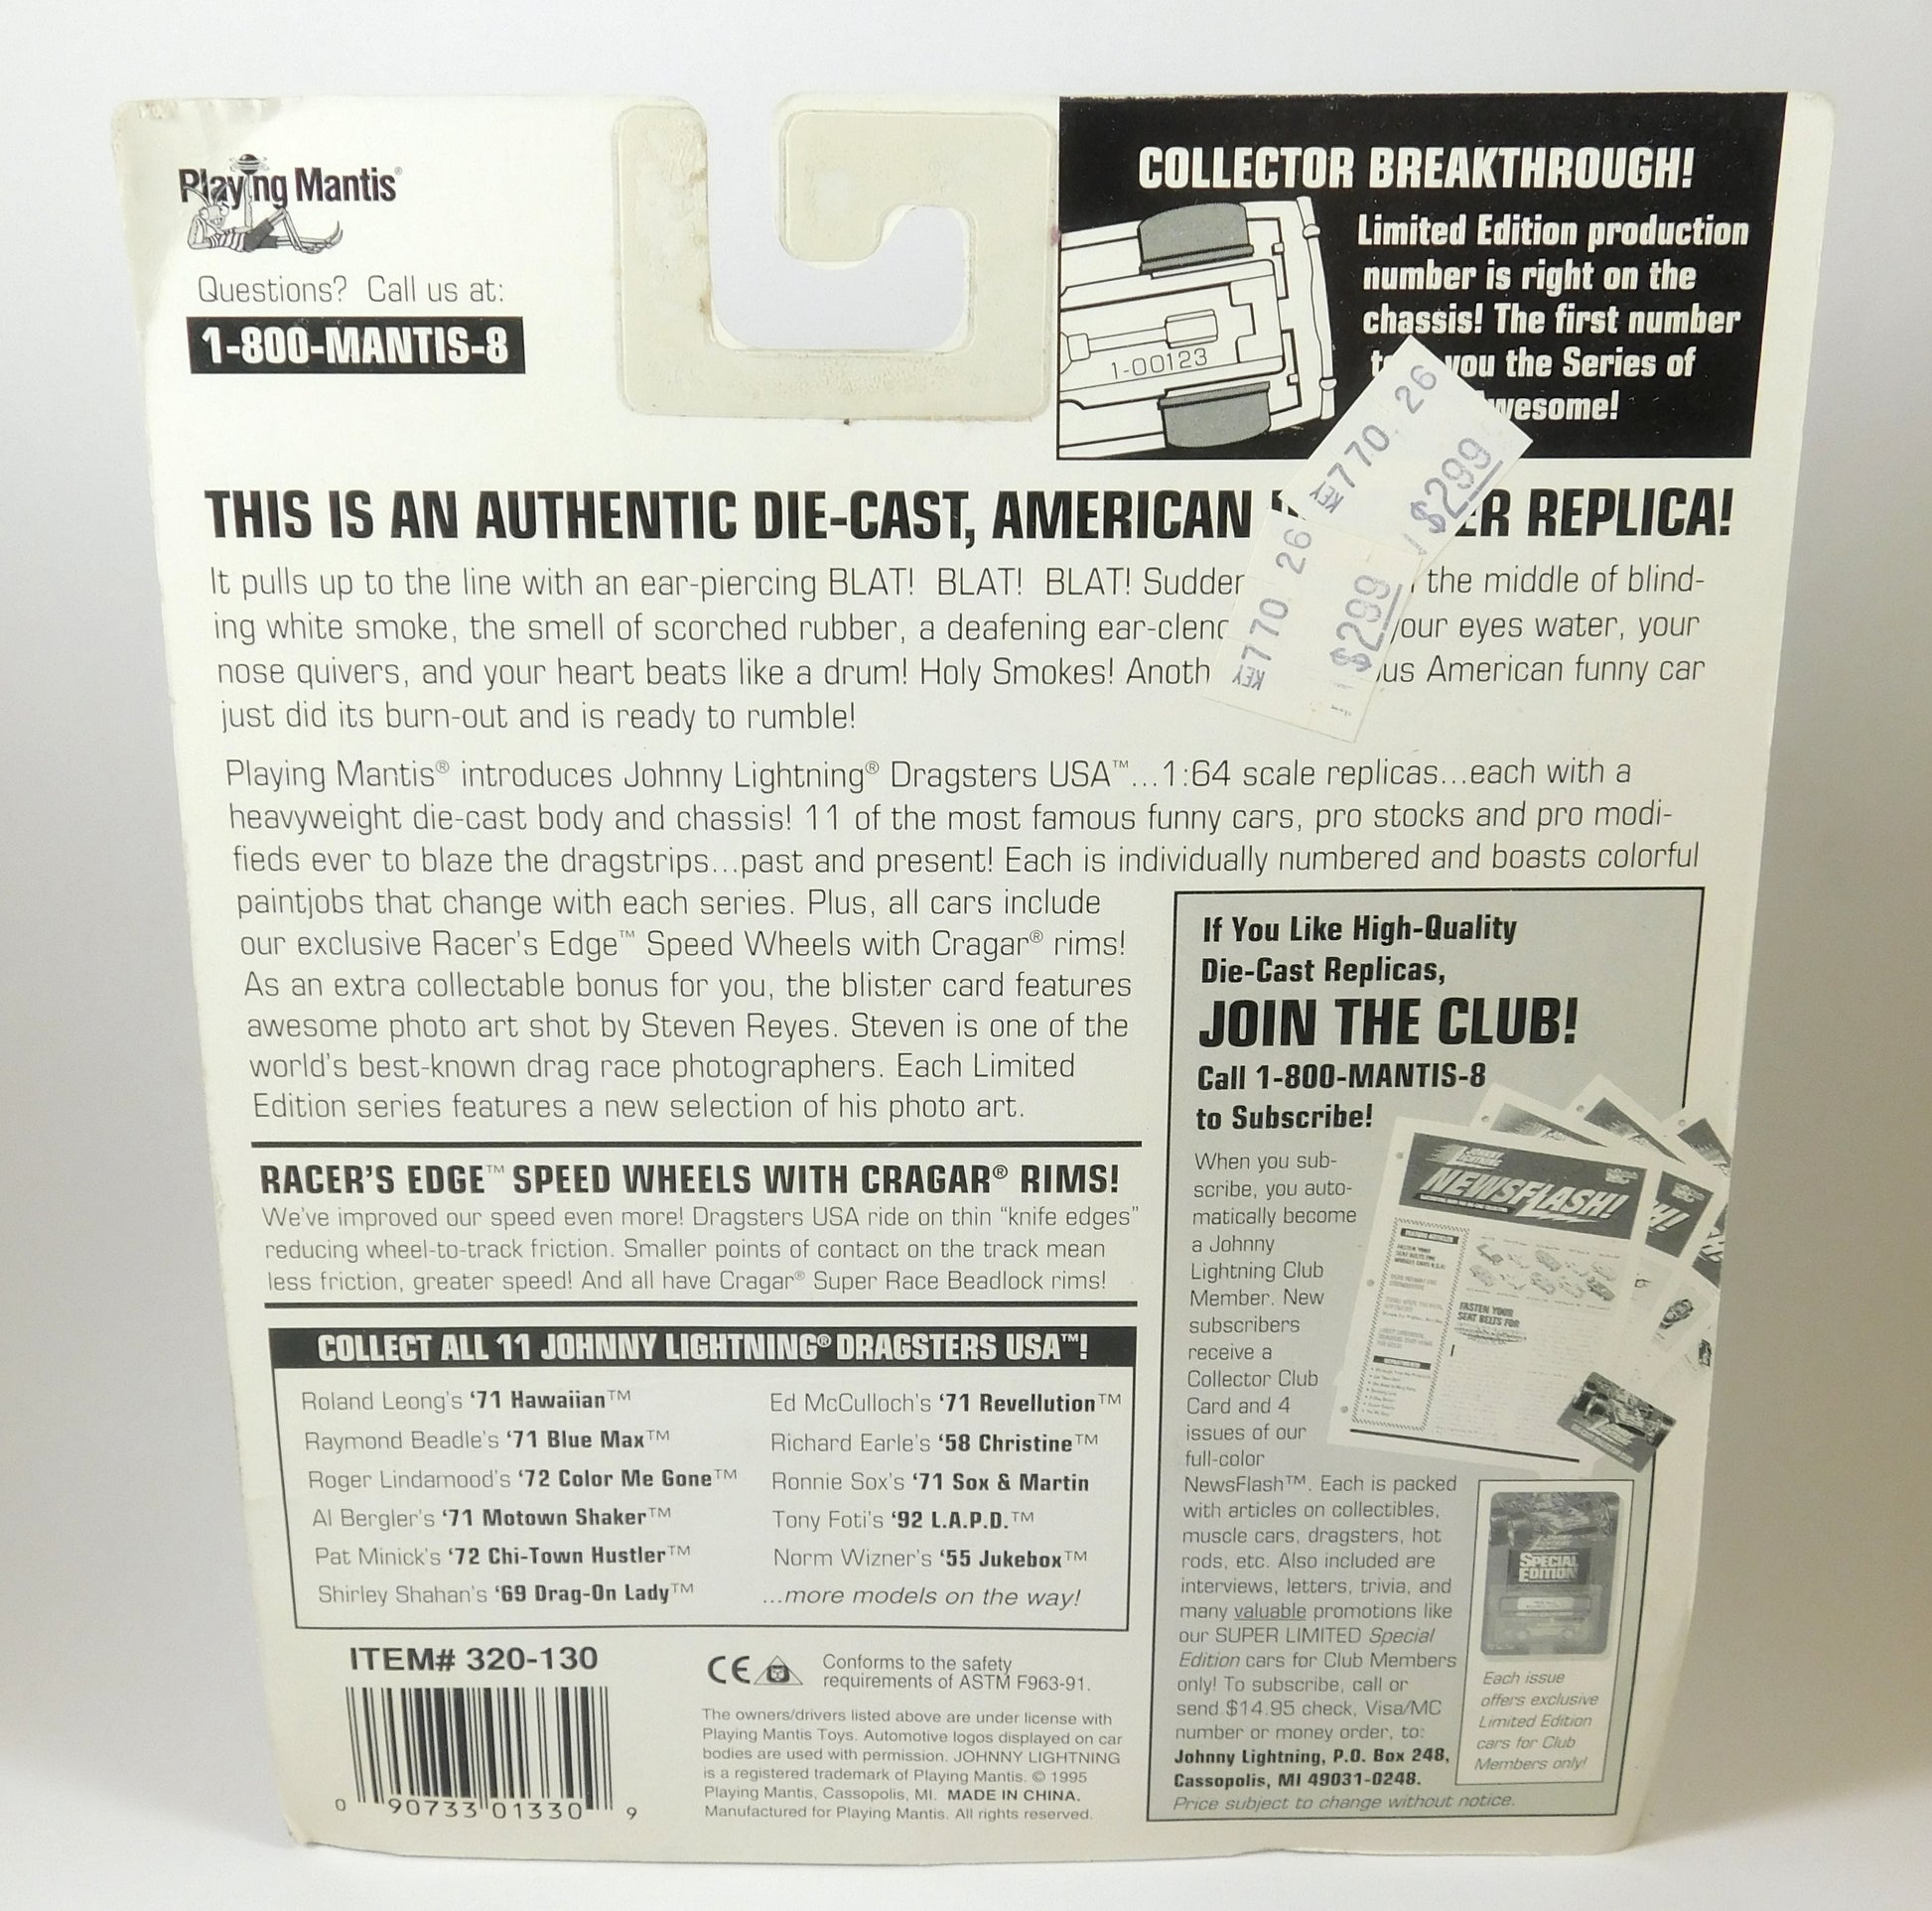 Playing Mantis®
Questions? Call us at:
1-800-MANTIS-8
COLLECTOR BREAKTHROUGH!
Limited Edition production
number is right on the
chassis! The first number
you the Series of
1-00123
KEY 770 26
$299
KEY 770 26
$299
THIS IS AN AUTHENTIC DIE-CAST, AMERICAN REPLICA!
It pulls up to the line with an ear-piercing BLAT! BLAT! BLAT! the middle of blind-
ing white smoke, the smell of scorched rubber, a deafening your eyes water, your
nose quivers, and your heart beats like a drum! Holy Smokes! American funny car
just did its burn-out and is ready to rumble!
Playing Mantis® introduces Johnny Lightning® Dragsters USA™...1:64 scale replicas...each with a
heavyweight die-cast body and chassis! 11 of the most famous funny cars, pro stocks and pro modi-
fieds ever to blaze the dragstrips...past and present! Each is individually numbered and boasts colorful
paintjobs that change with each series. Plus, all cars include
our exclusive Racer's Edge™ Speed Wheels with Cragar® rims!
As an extra collectable bonus for you, the blister card features
awesome photo art shot by Steven Reyes. Steven is one of the
world's best-known drag race photographers. Each Limited
Edition series features a new selection of his photo art.
RACER'S EDGE™ SPEED WHEELS WITH CRAGAR® RIMS!
We've improved our speed even more! Dragsters USA ride on thin "knife edges"
reducing wheel-to-track friction. Smaller points of contact on the track mean
less friction, greater speed! And all have Cragar® Super Race Beadlock rims!
COLLECT ALL 11 JOHNNY LIGHTNING® DRAGSTERS USA™!
Roland Leong's '71 Hawaiian™
Raymond Beadle's '71 Blue Max™
Roger Lindamood's '72 Color Me Gone™
Al Bergler's '71 Motown Shaker™
Pat Minick's '72 Chi-Town Hustler™
Shirley Shahan's '69 Drag-On Lady™
Ed McCulloch's '71 Revellution™
Richard Earle's '58 Christine™
Ronnie Sox's '71 Sox & Martin
Tony Foti's '92 L.A.P.D.™
Norm Wizner's '55 Jukebox™
...more models on the way!
ITEM# 320-130
0 90733 01330 9
CE
Conforms to the safety
requirements of ASTM F963-91.
The owners/drivers listed above are under license with
Playing Mantis Toys. Automotive logos displayed on car
bodies are used with permission. JOHNNY LIGHTNING
is a registered trademark of Playing Mantis. © 1995
Playing Mantis, Cassopolis, MI. MADE IN CHINA.
Manufactured for Playing Mantis. All rights reserved.
If You Like High-Quality
Die-Cast Replicas,
JOIN THE CLUB!
Call 1-800-MANTIS-8
to Subscribe!
When you sub-
scribe, you auto-
matically become
a Johnny
Lightning Club
Member. New
subscribers
receive a
Collector Club
Card and 4
issues of our
full-color
NewsFlash™. Each is packed
with articles on collectibles,
muscle cars, dragsters, hot
rods, etc. Also included are
interviews, letters, trivia, and
many valuable promotions like
our SUPER LIMITED Special
Edition cars for Club Members
only! To subscribe, call or
send $14.95 check, Visa/MC
number or money order, to:
Johnny Lightning, P.O. Box 248,
Cassopolis, MI 49031-0248.
Price subject to change without notice.
NEWSFLASH!
FASTEN YOUR
SEAT BELTS FOR
SPECIAL
EDITION
Each issue
offers exclusive
Limited Edition
cars for Club
Members only!